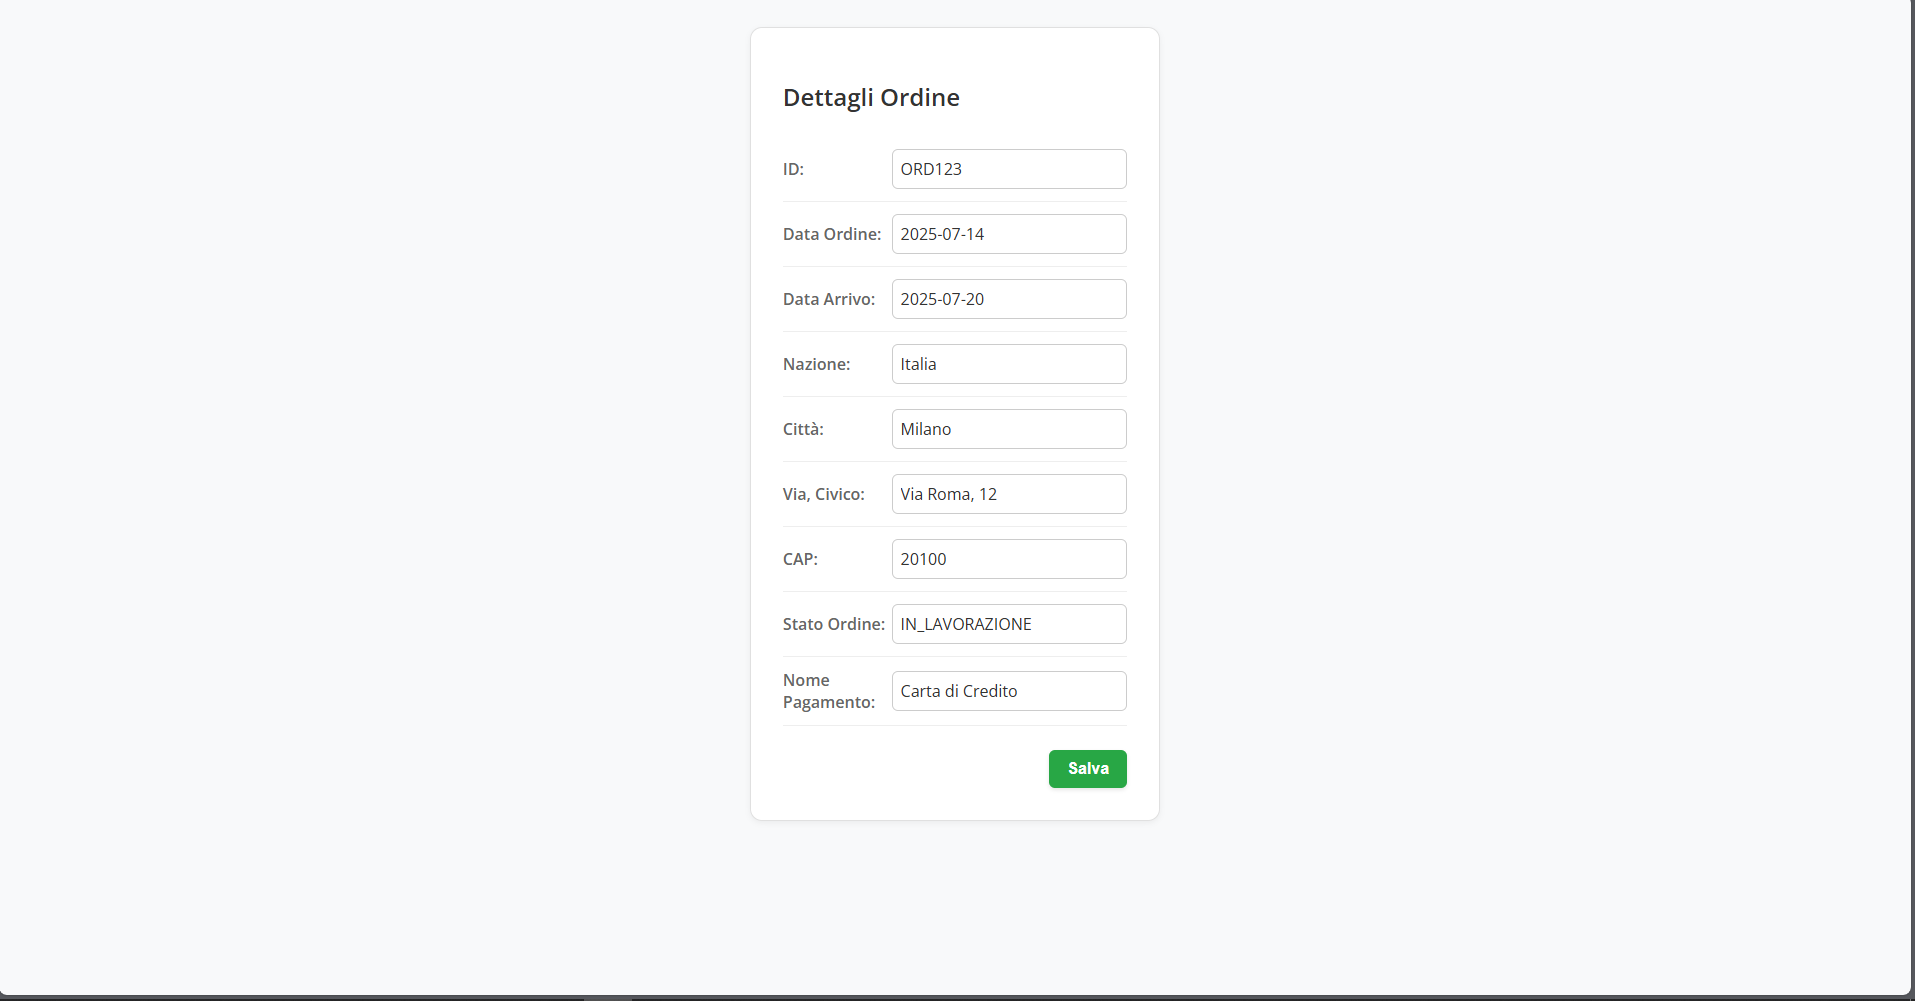 Dettagli Ordine
ID: ORD123
Data Ordine: 2025-07-14
Data Arrivo: 2025-07-20
Nazione: Italia
Città: Milano
Via, Civico: Via Roma, 12
CAP: 20100
Stato Ordine: IN_LAVORAZIONE
Nome
Pagamento: Carta di Credito
Salva